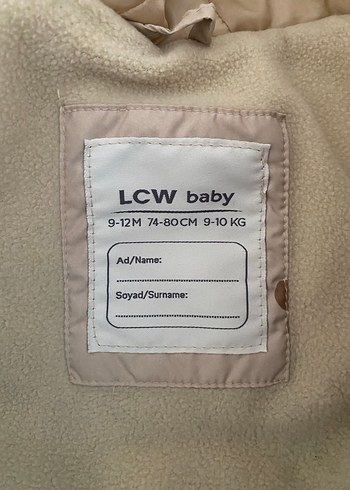 LCW baby
9-12M 74-80CM 9-10 KG
Ad/Name:
Soyad/Surname: